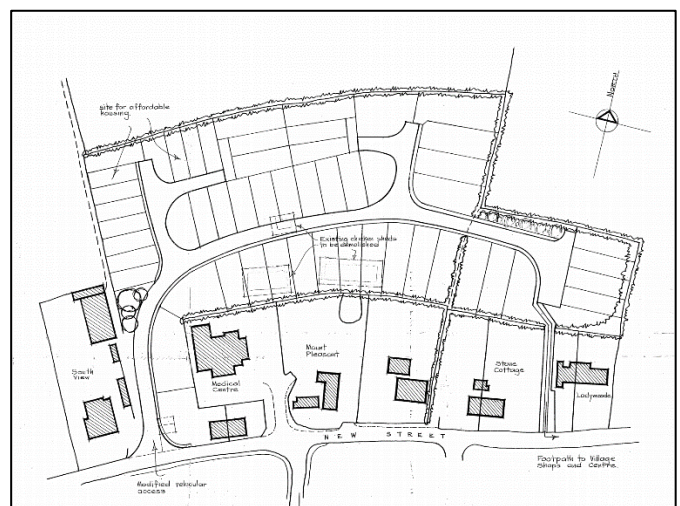 North
site for affordable
housing.
Existing chicken sheds
to be demolished
South
View
Medical
Centre
Mount
Pleasant
Stone
Cottage
Ladymeade
NEW STREET
Footpath to Village
Shops and Centre.
Modified vehicular
access